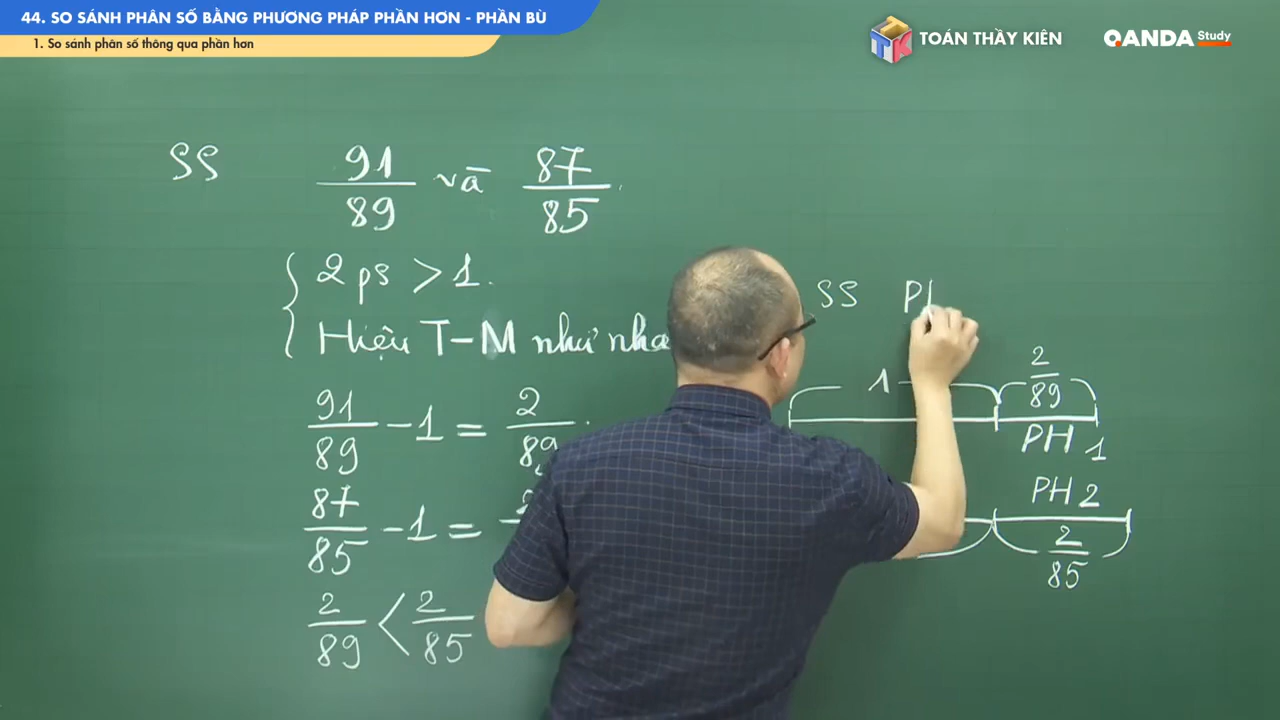 44. SO SÁNH PHÂN SỐ BẰNG PHƯƠNG PHÁP PHẦN HƠN - PHẦN BÙ
1. So sánh phân số thông qua phần hơn
TTK TOÁN THẦY KIÊN
QANDA Study
SS 91/89 và 87/85
2 ps > 1.
Hiệu T-M như
91/89 - 1 = 2/89
87/85 - 1 =
2/89 < 2/85
SS PH
1 2/89
PH 1
PH 2
2/85